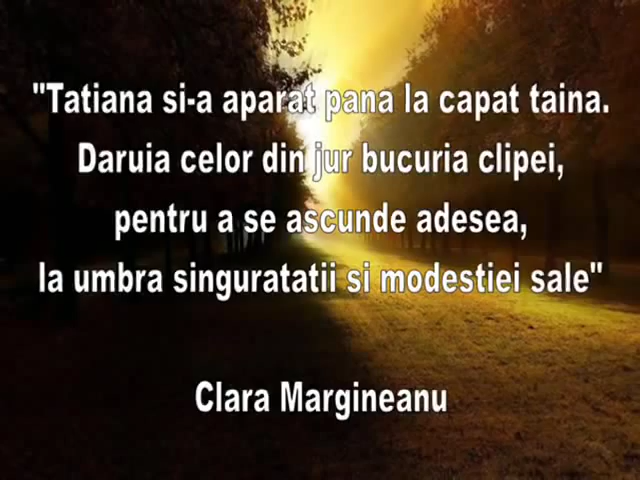 "Tatiana si-a aparat pana la capat taina.
Daruia celor din jur bucuria clipei,
pentru a se ascunde adesea,
la umbra singuratatii si modestiei sale"
Clara Margineanu